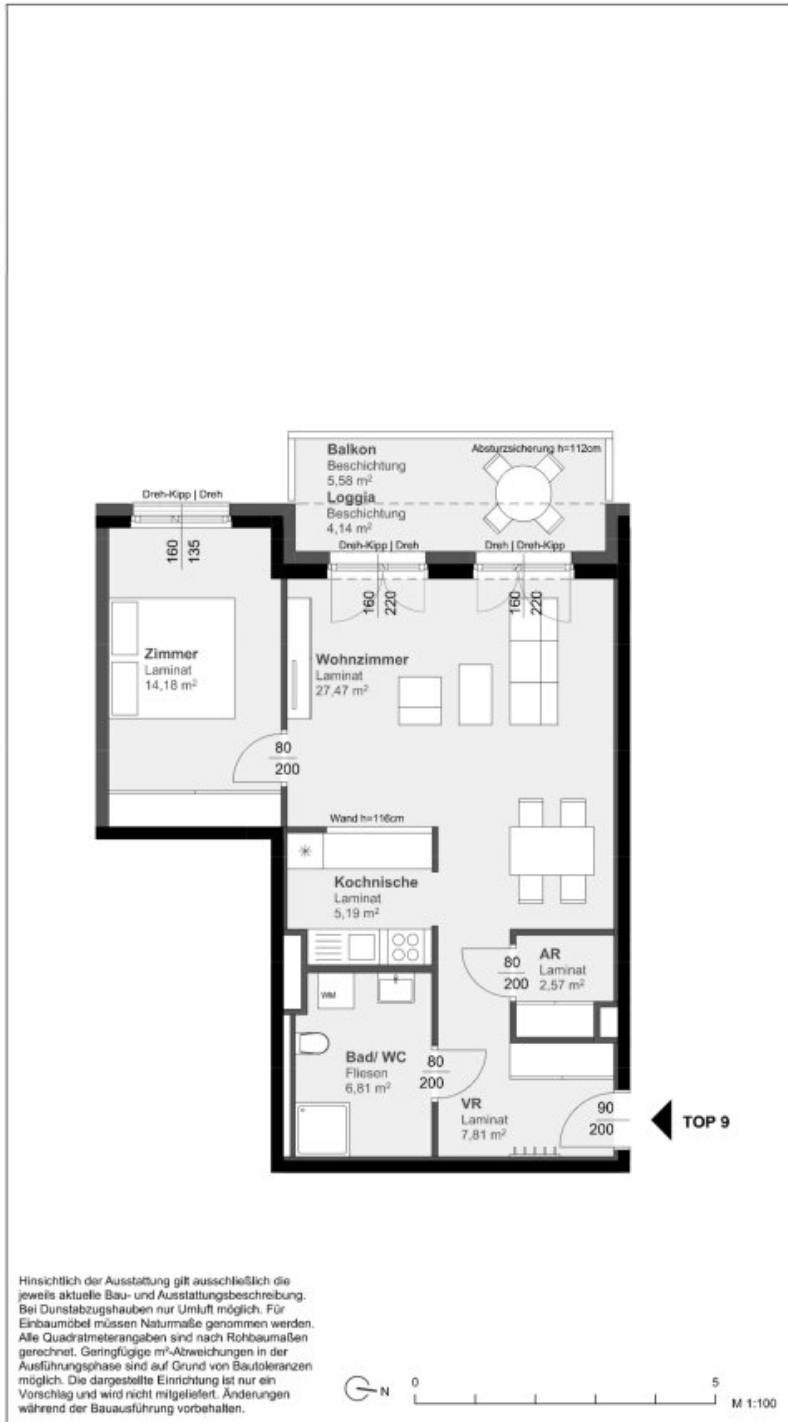 Balkon
Beschichtung
5,58 m²
Absturzsicherung h=112cm
Loggia
Beschichtung
4,14 m²
Dreh-Kipp | Dreh
160
135
Dreh-Kipp | Dreh
Dreh | Dreh-Kipp
160
220
160
220
Zimmer
Laminat
14,18 m²
Wohnzimmer
Laminat
27,47 m²
80
200
Wand h=116cm
Kochnische
Laminat
5,19 m²
80
200
AR
Laminat
2,57 m²
WM
Bad/ WC
Fliesen
6,81 m²
80
200
VR
Laminat
7,81 m²
90
200
TOP 9
Hinsichtlich der Ausstattung gilt ausschließlich die
jeweils aktuelle Bau- und Ausstattungsbeschreibung.
Bei Dunstabzugshauben nur Umluft möglich. Für
Einbaumöbel müssen Naturmaße genommen werden.
Alle Quadratmeterangaben sind nach Rohbaumaßen
gerechnet. Geringfügige m²-Abweichungen in der
Ausführungsphase sind auf Grund von Bautoleranzen
möglich. Die dargestellte Einrichtung ist nur ein
Vorschlag und wird nicht mitgeliefert. Änderungen
während der Bauausführung vorbehalten.
N
0
5
M 1:100